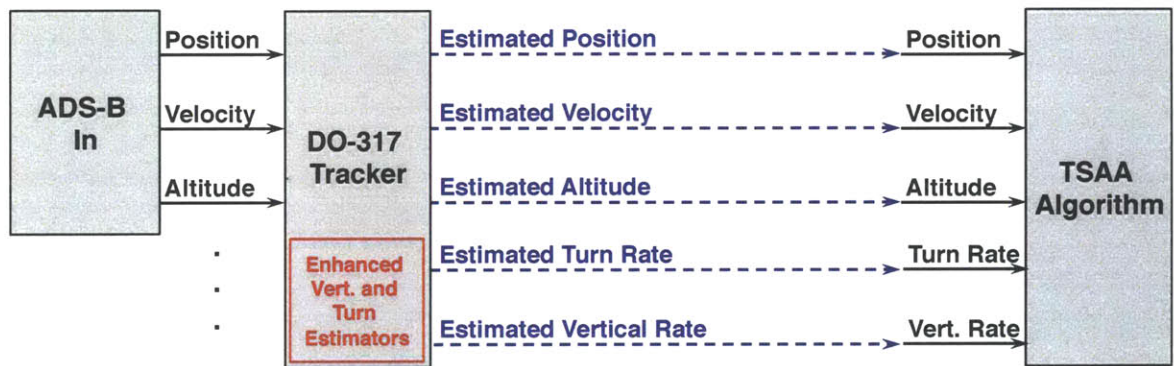 ADS-B
In
Position
Velocity
Altitude
.
.
.
DO-317
Tracker
Enhanced
Vert. and
Turn
Estimators
Estimated Position
Estimated Velocity
Estimated Altitude
Estimated Turn Rate
Estimated Vertical Rate
Position
Velocity
Altitude
Turn Rate
Vert. Rate
TSAA
Algorithm